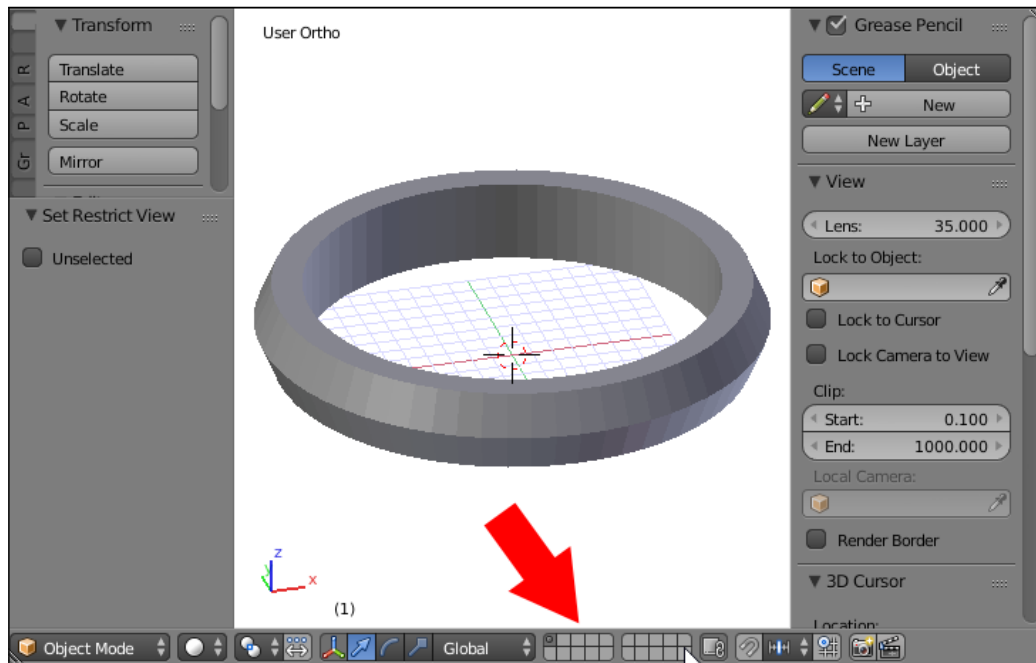 Transform
Translate
R
Rotate
A
Scale
P
Mirror
Gr
Set Restrict View
Unselected
User Ortho
z
x
(1)
Grease Pencil
Scene Object
New
New Layer
View
Lens: 35.000
Lock to Object:
Lock to Cursor
Lock Camera to View
Clip:
Start: 0.100
End: 1000.000
Local Camera:
Render Border
3D Cursor
Location:
Object Mode
Global